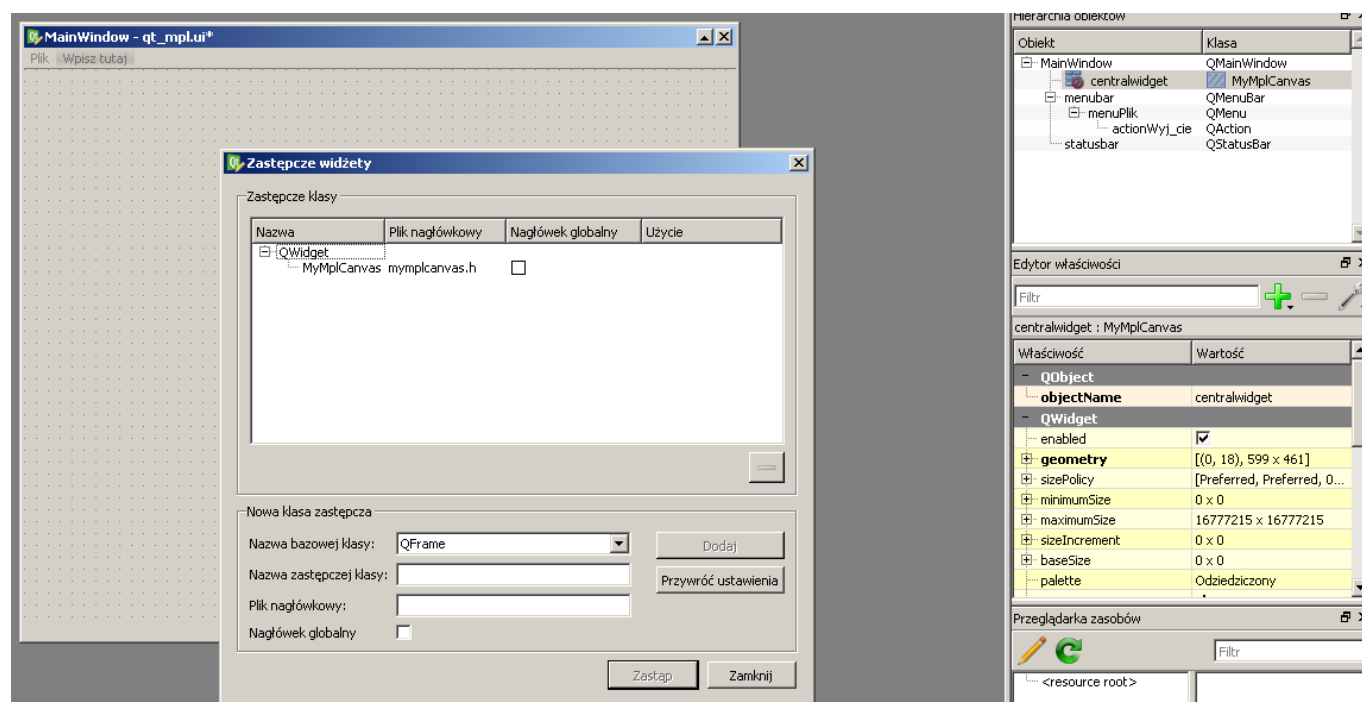 MainWindow - qt_mpl.ui*
Plik Wpisz tutaj
Zastępcze widżety
Zastępcze klasy
Nazwa Plik nagłówkowy Nagłówek globalny Użycie
QWidget
MyMplCanvas mymplcanvas.h
Nowa klasa zastępcza
Nazwa bazowej klasy: QFrame Dodaj
Nazwa zastępczej klasy: Przywróć ustawienia
Plik nagłówkowy:
Nagłówek globalny
Zastąp Zamknij
Hierarchia obiektów
Obiekt Klasa
MainWindow QMainWindow
centralwidget MyMplCanvas
menubar QMenuBar
menuPlik QMenu
actionWyj_cie QAction
statusbar QStatusBar
Edytor właściwości
Filtr
centralwidget : MyMplCanvas
Właściwość Wartość
QObject
objectName centralwidget
QWidget
enabled
geometry [(0, 18), 599 x 461]
sizePolicy [Preferred, Preferred, 0...
minimumSize 0 x 0
maximumSize 16777215 x 16777215
sizeIncrement 0 x 0
baseSize 0 x 0
palette Odziedziczony
Przeglądarka zasobów
Filtr
<resource root>